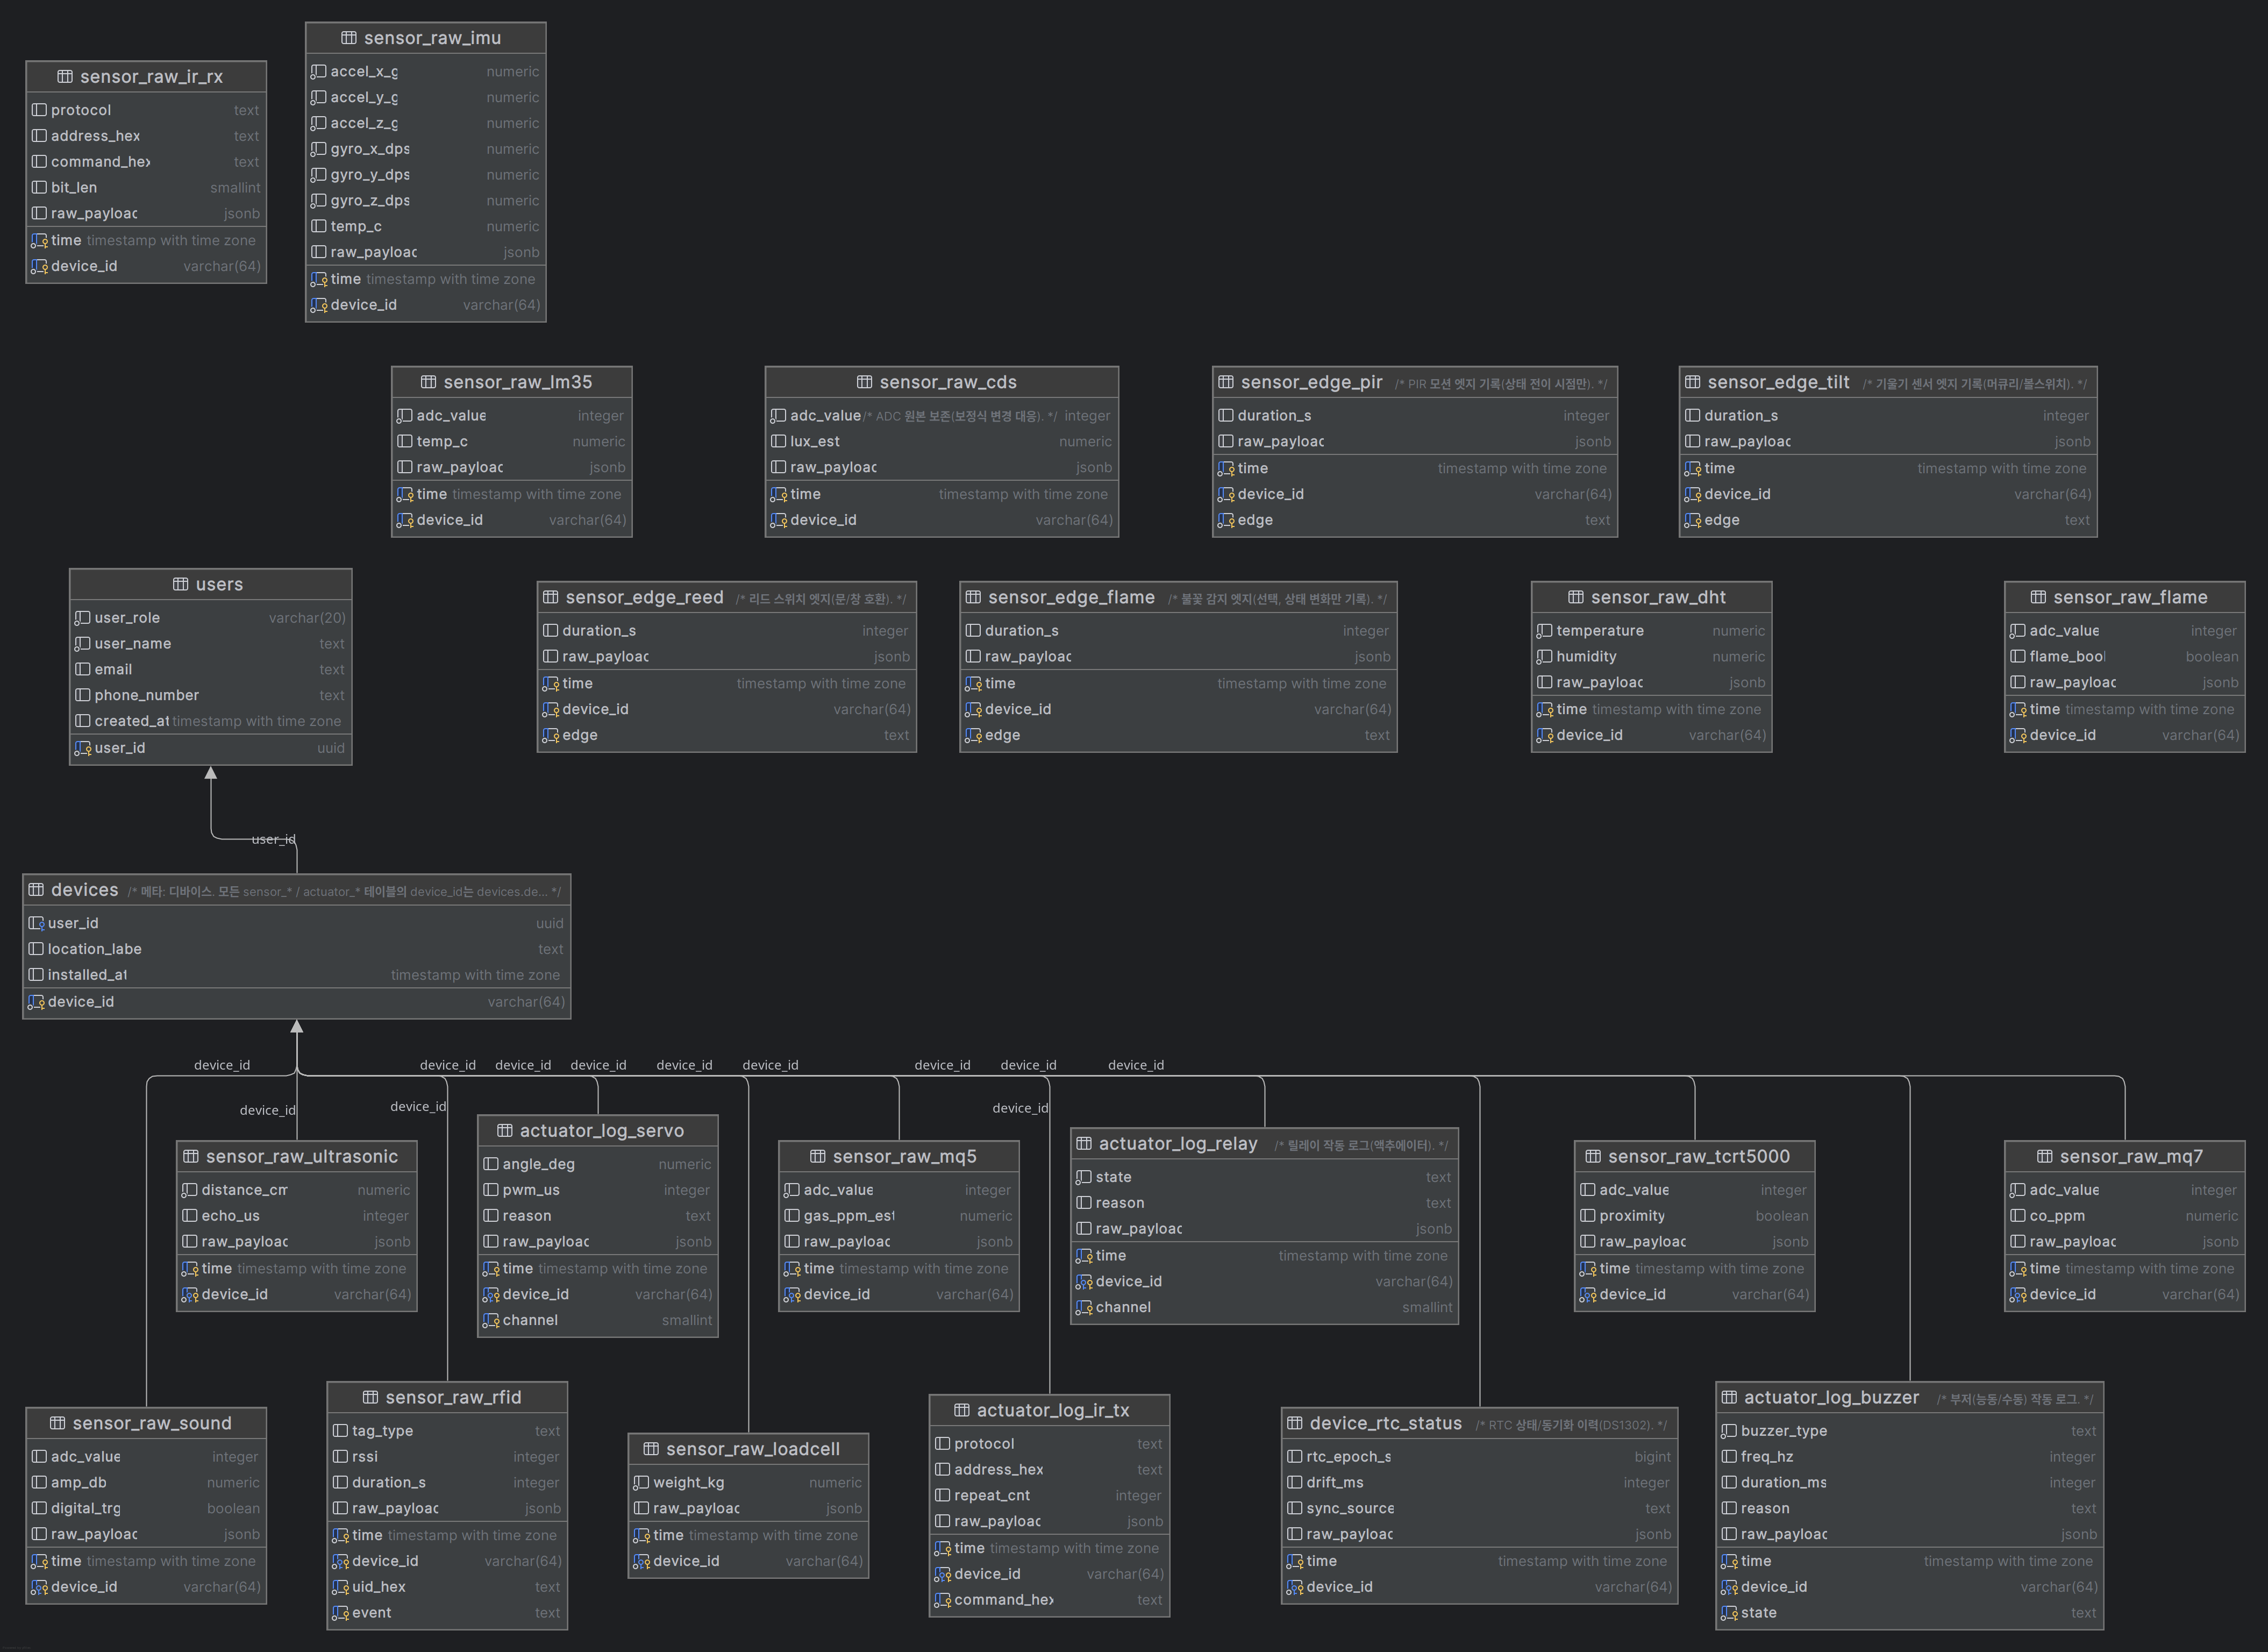 sensor_raw_imu
accel_x_g numeric
accel_y_g numeric
accel_z_g numeric
gyro_x_dps numeric
gyro_y_dps numeric
gyro_z_dps numeric
temp_c numeric
raw_payload jsonb
time timestamp with time zone
device_id varchar(64)
sensor_raw_ir_rx
protocol text
address_hex text
command_hex text
bit_len smallint
raw_payload jsonb
time timestamp with time zone
device_id varchar(64)
sensor_raw_lm35
adc_value integer
temp_c numeric
raw_payload jsonb
time timestamp with time zone
device_id varchar(64)
sensor_raw_cds
adc_value /* ADC 원본 보존(보정식 변경 대응). */ integer
lux_est numeric
raw_payload jsonb
time timestamp with time zone
device_id varchar(64)
sensor_edge_pir /* PIR 모션 엣지 기록(상태 전이 시점만). */
duration_s integer
raw_payload jsonb
time timestamp with time zone
device_id varchar(64)
edge text
sensor_edge_tilt /* 기울기 센서 엣지 기록(머큐리/볼스위치). */
duration_s integer
raw_payload jsonb
time timestamp with time zone
device_id varchar(64)
edge text
users
user_role varchar(20)
user_name text
email text
phone_number text
created_at timestamp with time zone
user_id uuid
sensor_edge_reed /* 리드 스위치 엣지(문/창 호환). */
duration_s integer
raw_payload jsonb
time timestamp with time zone
device_id varchar(64)
edge text
sensor_edge_flame /* 불꽃 감지 엣지(선택, 상태 변화만 기록). */
duration_s integer
raw_payload jsonb
time timestamp with time zone
device_id varchar(64)
edge text
sensor_raw_dht
temperature numeric
humidity numeric
raw_payload jsonb
time timestamp with time zone
device_id varchar(64)
sensor_raw_flame
adc_value integer
flame_bool boolean
raw_payload jsonb
time timestamp with time zone
device_id varchar(64)
user_id
devices /* 메타: 디바이스. 모든 sensor_* / actuator_* 테이블의 device_id는 devices.de... */
user_id uuid
location_labe text
installed_at timestamp with time zone
device_id varchar(64)
device_id device_id device_id device_id device_id device_id device_id device_id device_id
device_id device_id device_id
sensor_raw_ultrasonic
distance_cm numeric
echo_us integer
raw_payload jsonb
time timestamp with time zone
device_id varchar(64)
actuator_log_servo
angle_deg numeric
pwm_us integer
reason text
raw_payload jsonb
time timestamp with time zone
device_id varchar(64)
channel smallint
sensor_raw_mq5
adc_value integer
gas_ppm_est numeric
raw_payload jsonb
time timestamp with time zone
device_id varchar(64)
actuator_log_relay /* 릴레이 작동 로그(액추에이터). */
state text
reason text
raw_payload jsonb
time timestamp with time zone
device_id varchar(64)
channel smallint
sensor_raw_tcrt5000
adc_value integer
proximity boolean
raw_payload jsonb
time timestamp with time zone
device_id varchar(64)
sensor_raw_mq7
adc_value integer
co_ppm numeric
raw_payload jsonb
time timestamp with time zone
device_id varchar(64)
sensor_raw_sound
adc_value integer
amp_db numeric
digital_trg boolean
raw_payload jsonb
time timestamp with time zone
device_id varchar(64)
sensor_raw_rfid
tag_type text
rssi integer
duration_s integer
raw_payload jsonb
time timestamp with time zone
device_id varchar(64)
uid_hex text
event text
sensor_raw_loadcell
weight_kg numeric
raw_payload jsonb
time timestamp with time zone
device_id varchar(64)
actuator_log_ir_tx
protocol text
address_hex text
repeat_cnt integer
raw_payload jsonb
time timestamp with time zone
device_id varchar(64)
command_hex text
device_rtc_status /* RTC 상태/동기화 이력(DS1302). */
rtc_epoch_s bigint
drift_ms integer
sync_source text
raw_payload jsonb
time timestamp with time zone
device_id varchar(64)
actuator_log_buzzer /* 부저(능동/수동) 작동 로그. */
buzzer_type text
freq_hz integer
duration_ms integer
reason text
raw_payload jsonb
time timestamp with time zone
device_id varchar(64)
state text